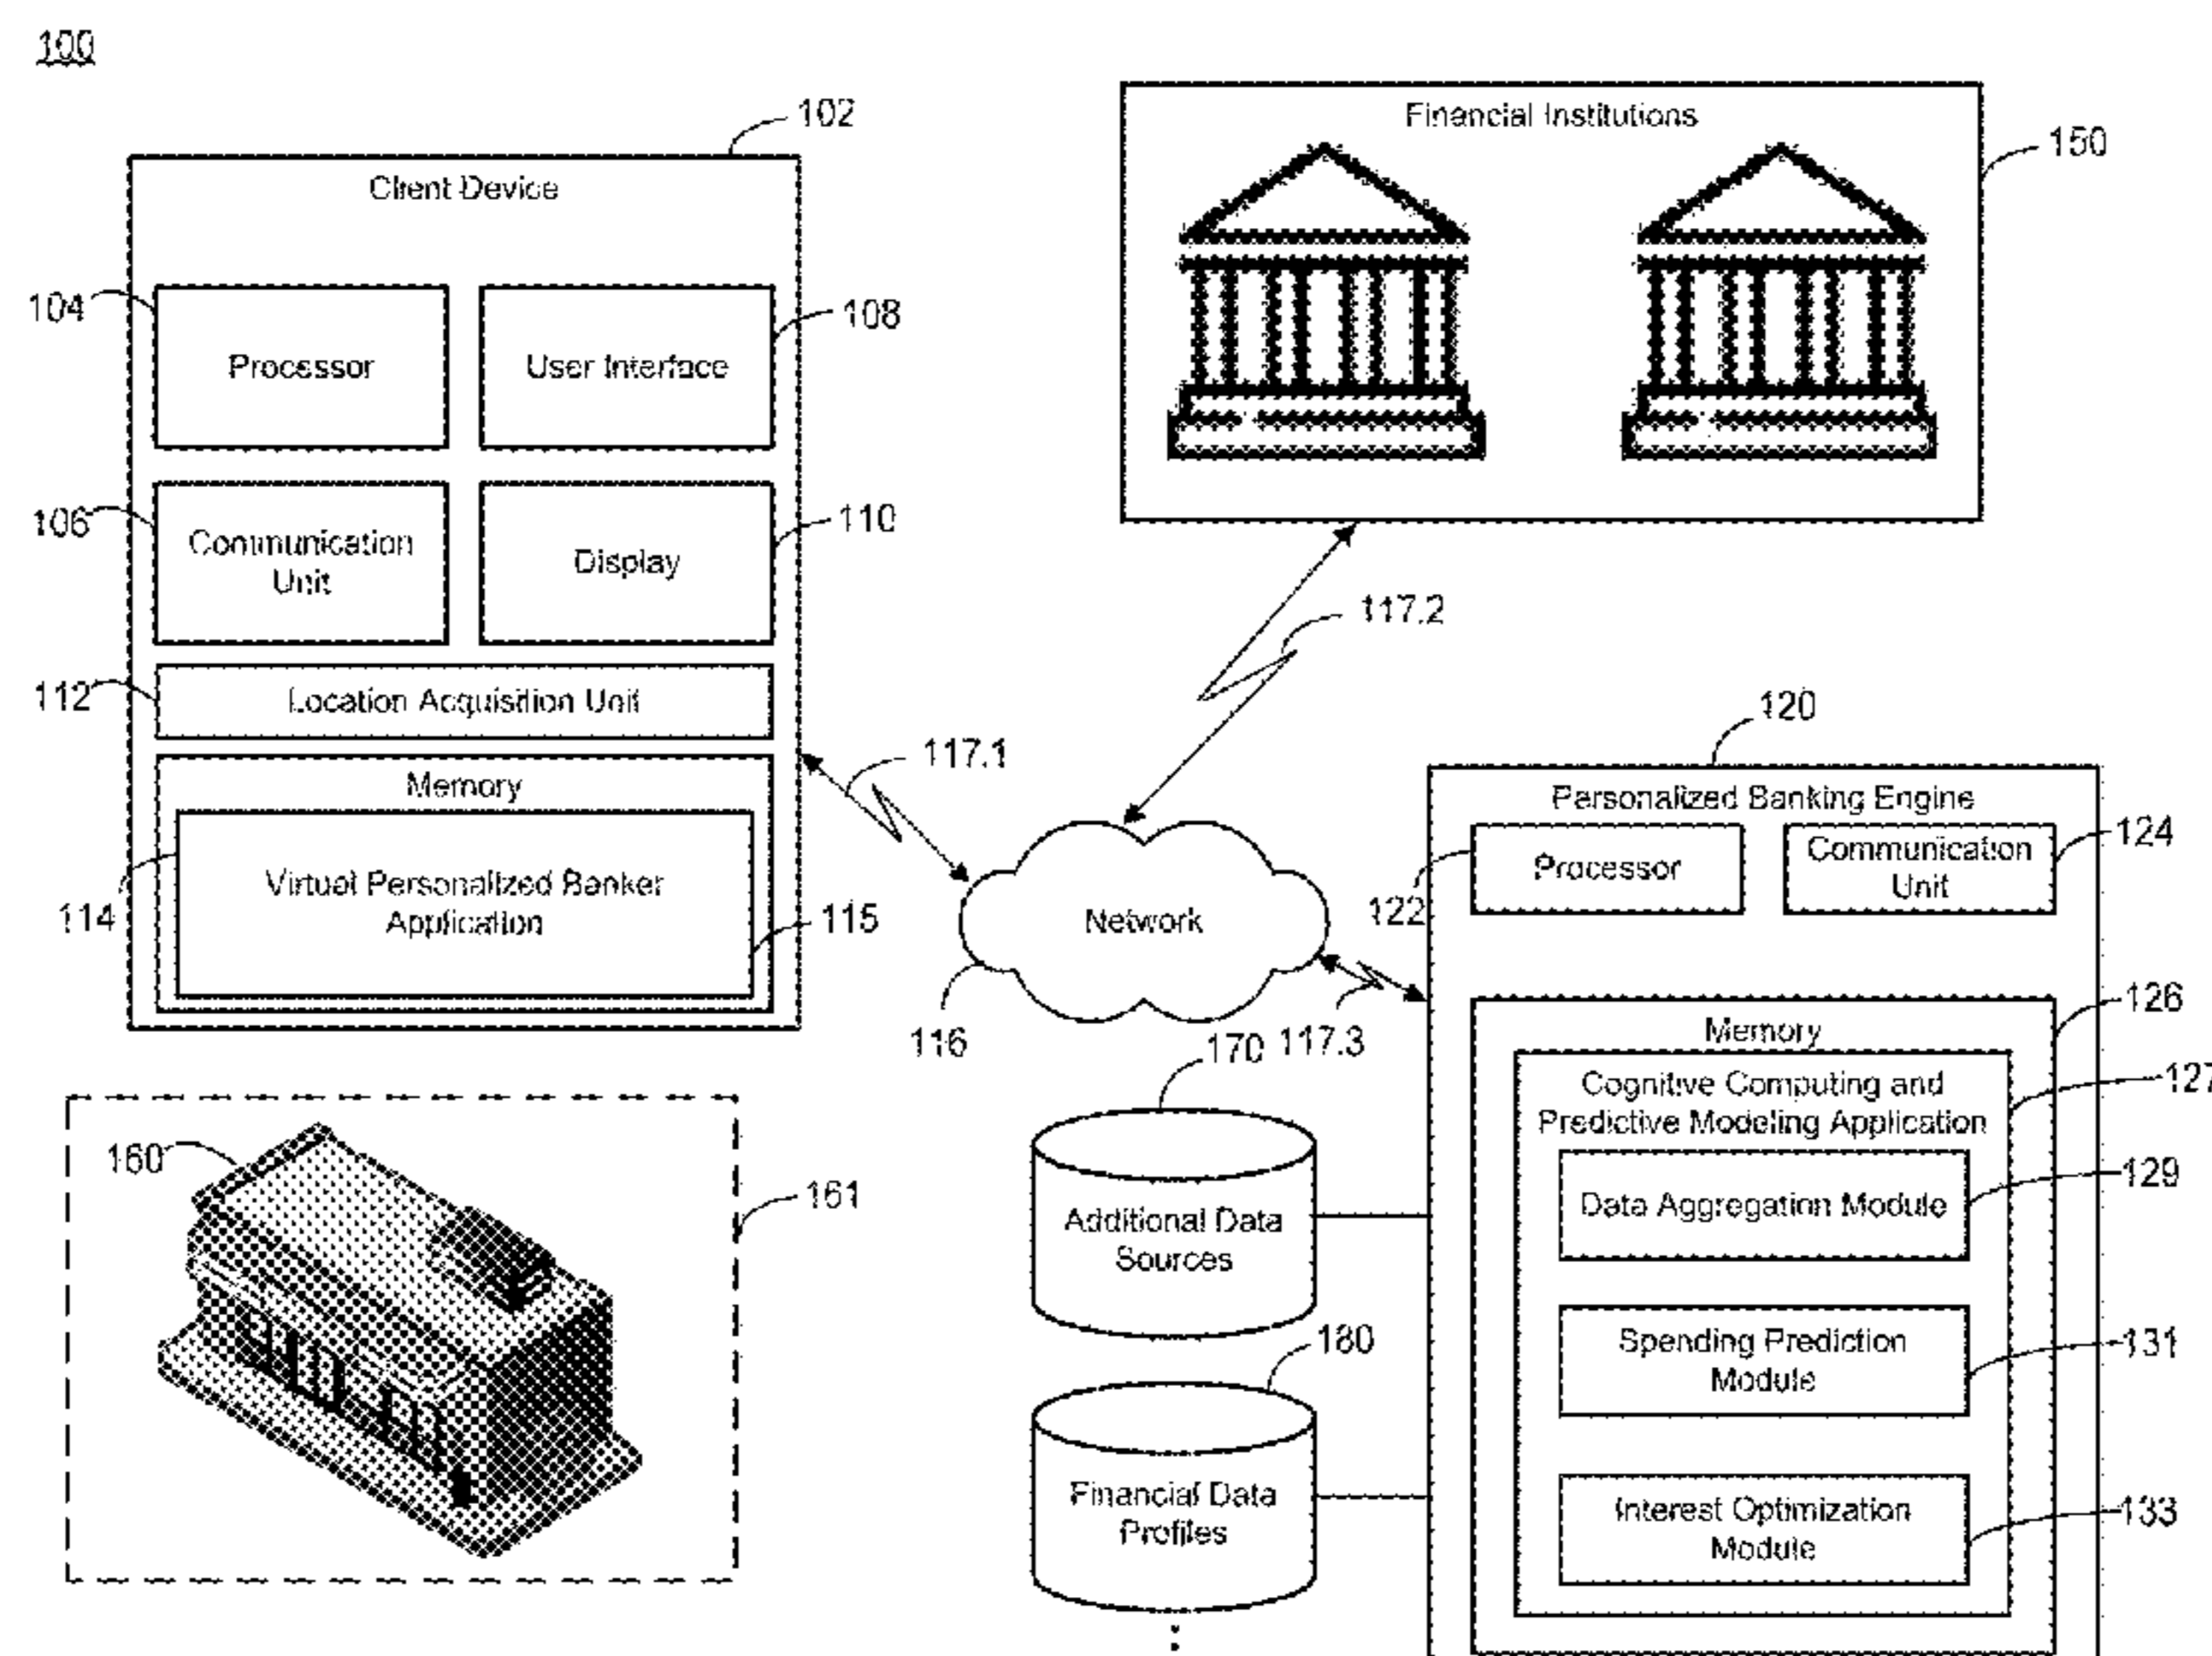 100
102
Client Device
104
Processor
User Interface
108
106
Communication
Unit
Display
110
112
Location Acquisition Unit
Memory
114
Virtual Personalized Banker
Application
115
Financial Institutions
150
117.1
117.2
Network
116
117.3
120
Personalized Banking Engine
122
Processor
Communication
Unit
124
Memory
126
Cognitive Computing and
Predictive Modeling Application
127
Data Aggregation Module
129
Spending Prediction
Module
131
Interest Optimization
Module
133
160
161
170
Additional Data
Sources
180
Financial Data
Profiles